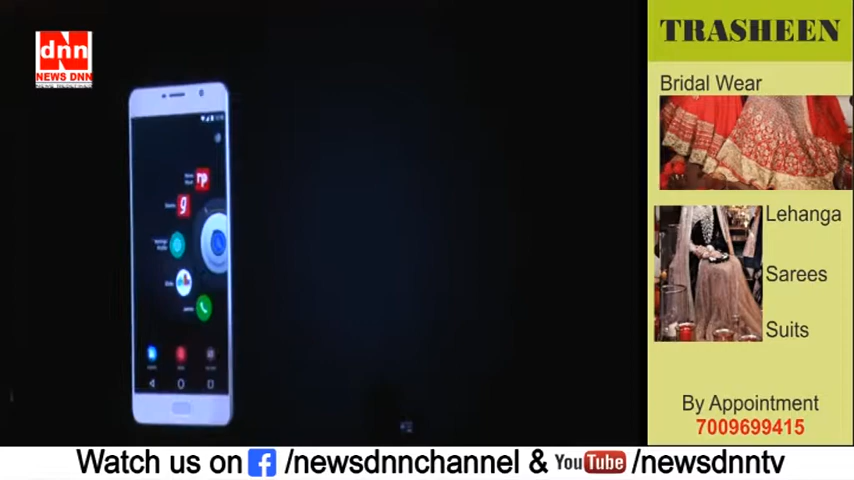 dnn
NEWS DNN
TRASHEEN
Bridal Wear
Lehanga
Sarees
Suits
By Appointment
7009699415
Watch us on f /newsdnnchannel & YouTube /newsdnntv